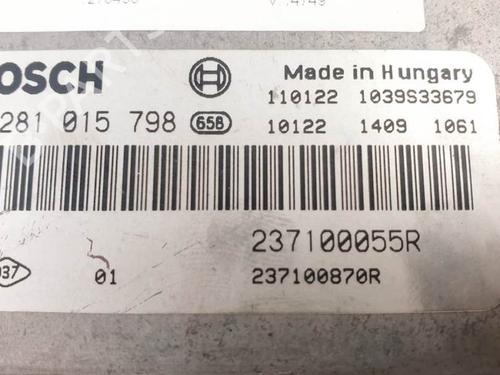 BOSCH
Made in Hungary
110122 1039S33679
281 015 798 658 10122 1409 1061
237100055R
01 237100870R